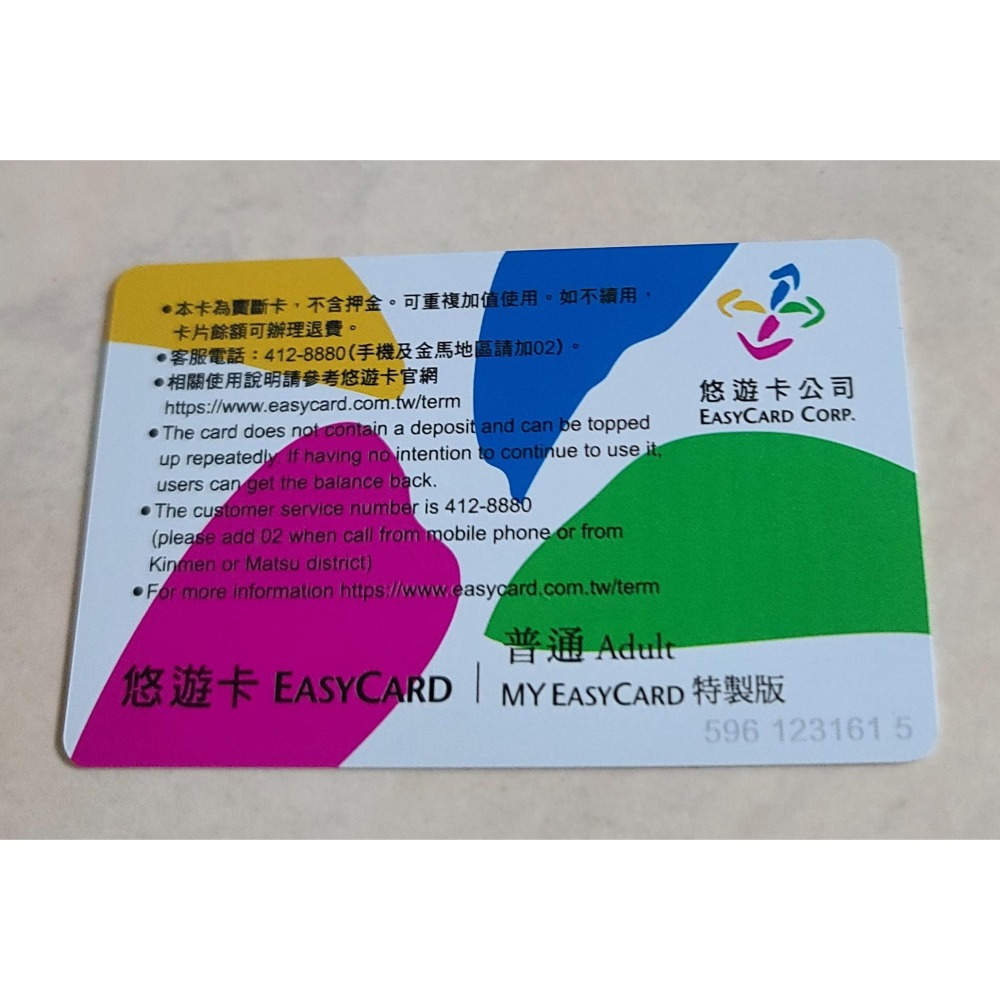 •本卡為賣斷卡，不含押金。可重複加值使用。如不續用，
卡片餘額可辦理退費。
•客服電話：412-8880(手機及金馬地區請加02)。
•相關使用說明請參考悠遊卡官網
https://www.easycard.com.tw/term
•The card does not contain a deposit and can be topped
up repeatedly. If having no intention to continue to use it,
users can get the balance back.
•The customer service number is 412-8880
(please add 02 when call from mobile phone or from
Kinmen or Matsu district)
•For more information https://www.easycard.com.tw/term
悠遊卡公司
EASYCARD CORP.
悠遊卡 EASYCARD
普通 Adult
MY EASYCARD 特製版
596 123161 5